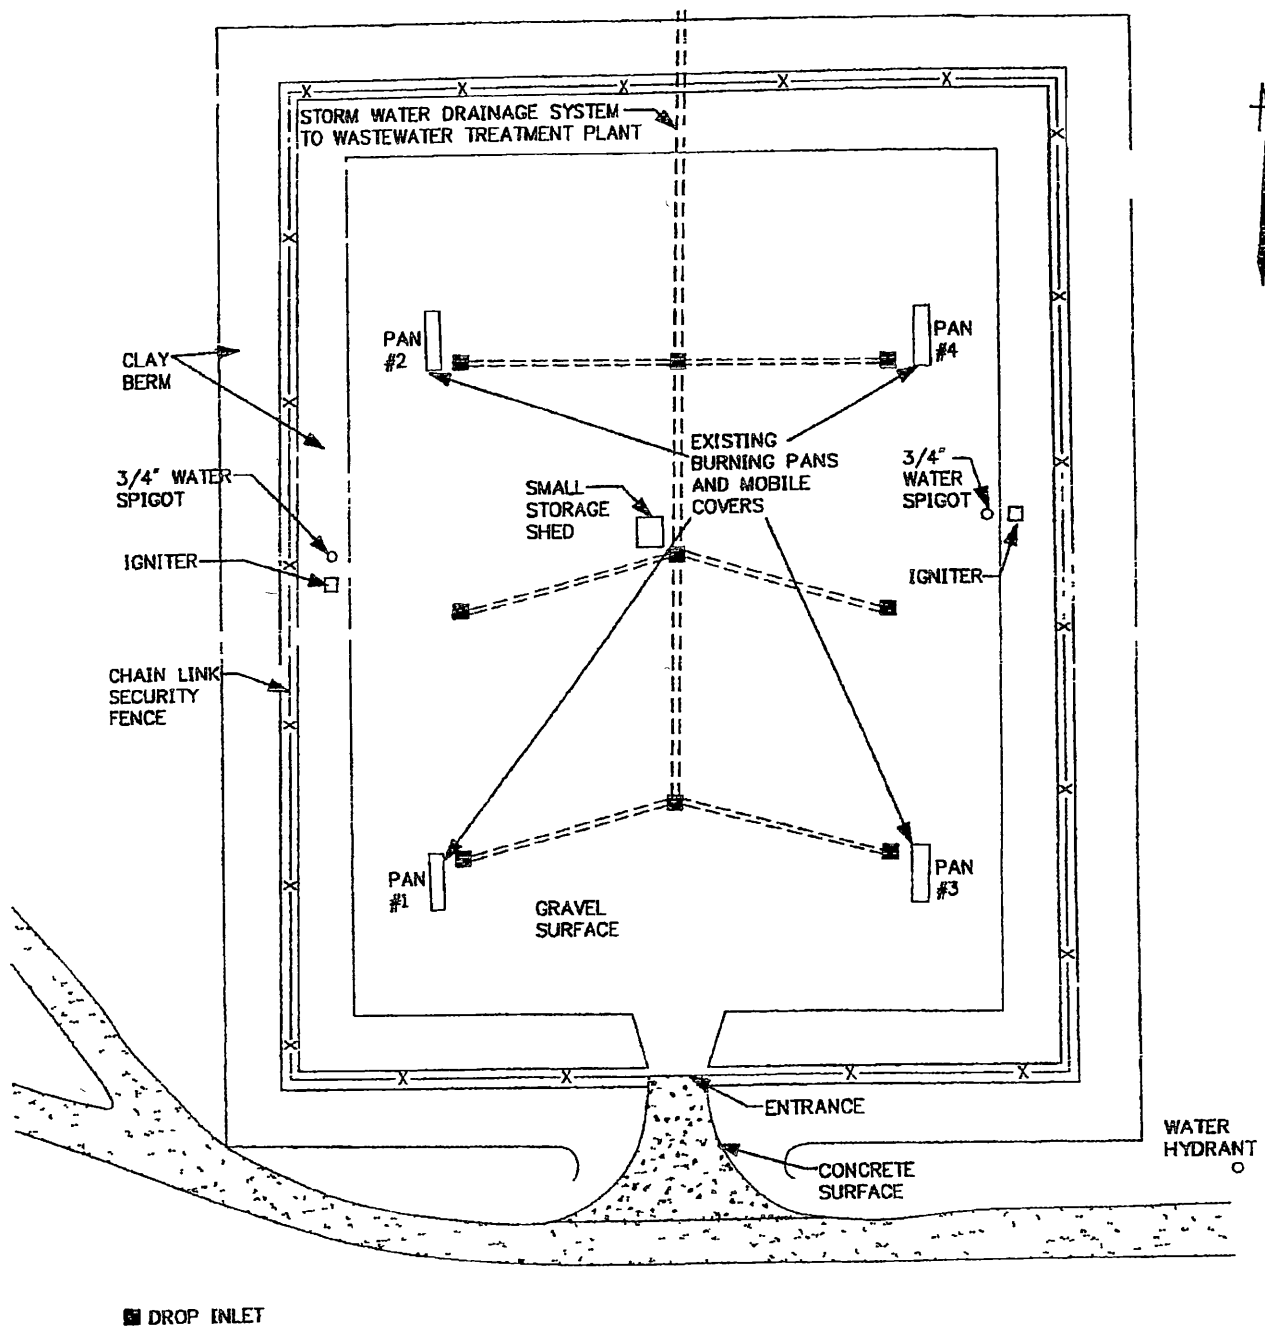 STORM WATER DRAINAGE SYSTEM
TO WASTEWATER TREATMENT PLANT
PAN
#2
PAN
#4
CLAY
BERM
EXISTING
BURNING PANS
AND MOBILE
COVERS
3/4" WATER
SPIGOT
SMALL
STORAGE
SHED
3/4"
WATER
SPIGOT
IGNITER
IGNITER
CHAIN LINK
SECURITY
FENCE
PAN
#1
PAN
#3
GRAVEL
SURFACE
ENTRANCE
WATER
HYDRANT
CONCRETE
SURFACE
DROP INLET